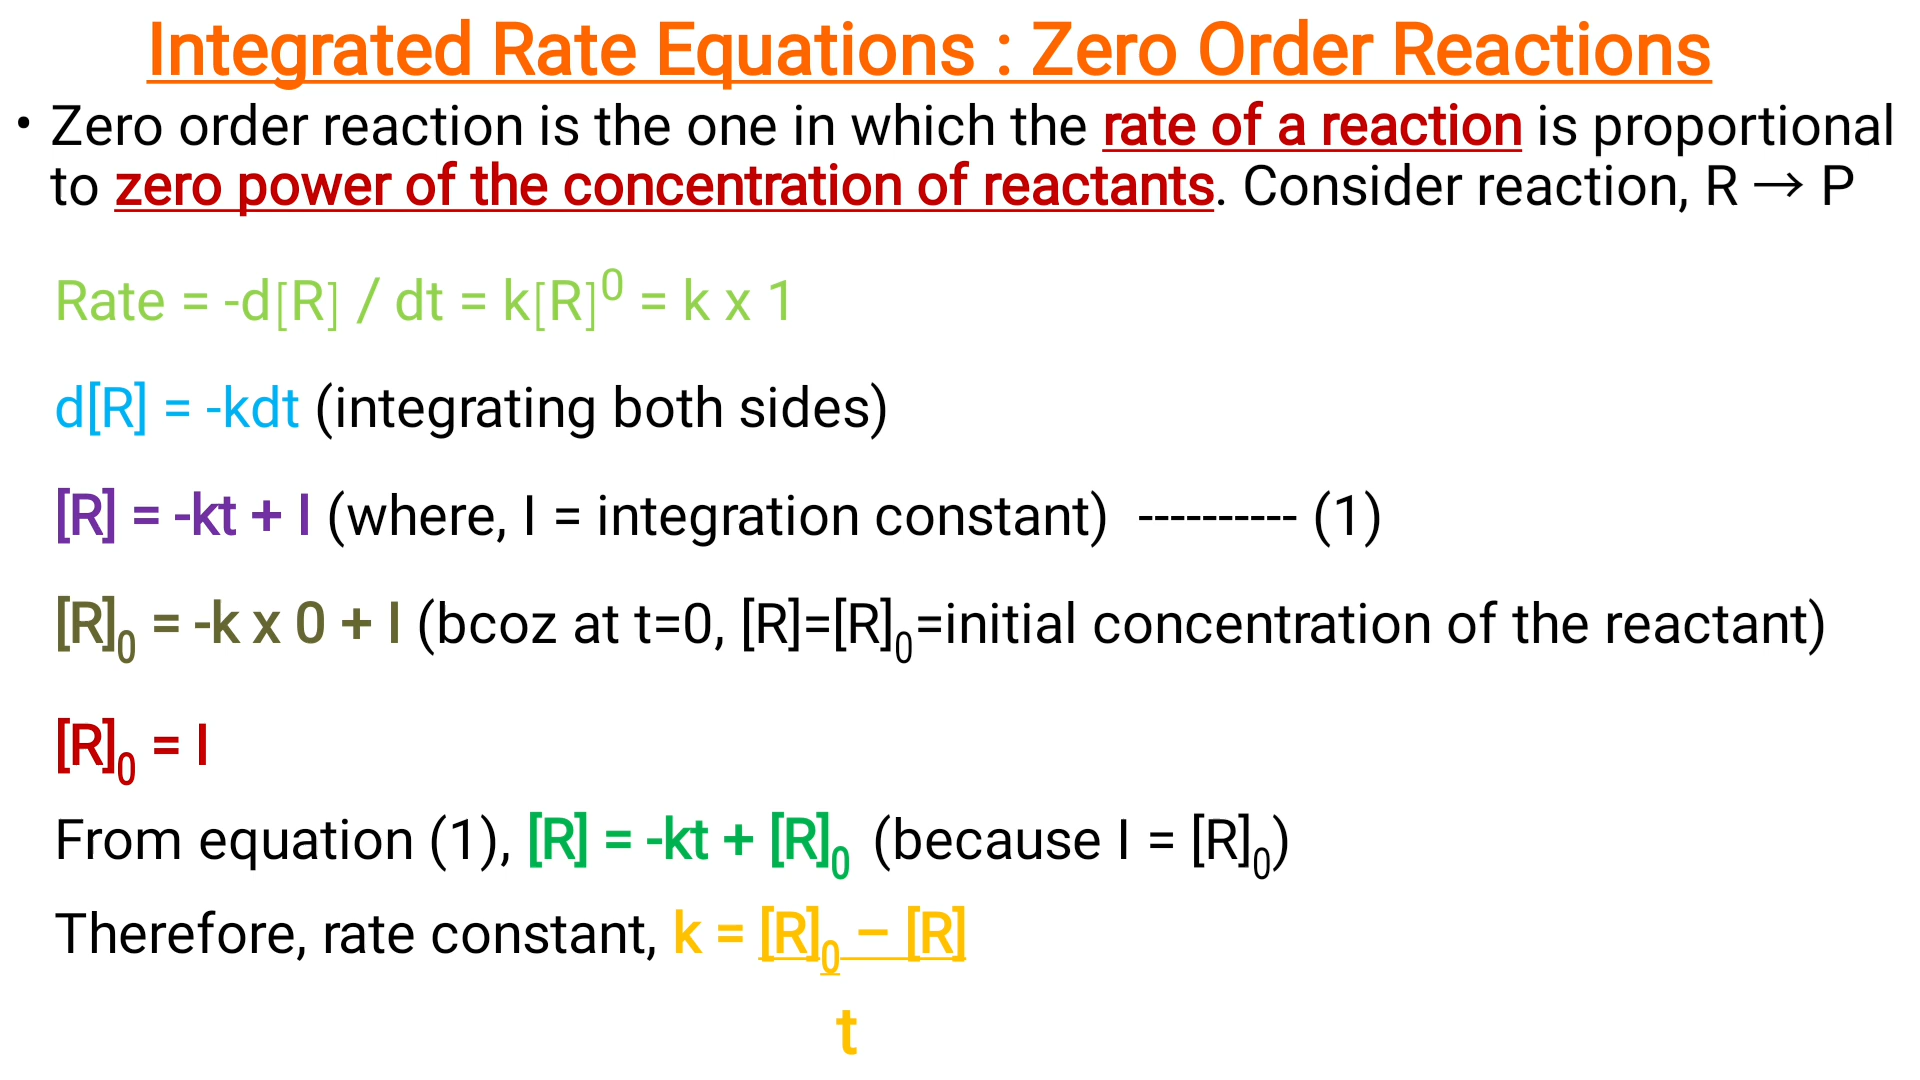 Integrated Rate Equations : Zero Order Reactions
• Zero order reaction is the one in which the rate of a reaction is proportional
to zero power of the concentration of reactants. Consider reaction, R → P
Rate = -d[R] / dt = k[R]⁰ = k x 1
d[R] = -kdt (integrating both sides)
[R] = -kt + I (where, I = integration constant) ---------- (1)
[R]₀ = -k x 0 + I (bcoz at t=0, [R]=[R]₀=initial concentration of the reactant)
[R]₀ = I
From equation (1), [R] = -kt + [R]₀ (because I = [R]₀)
Therefore, rate constant, k = [R]₀ – [R]
t